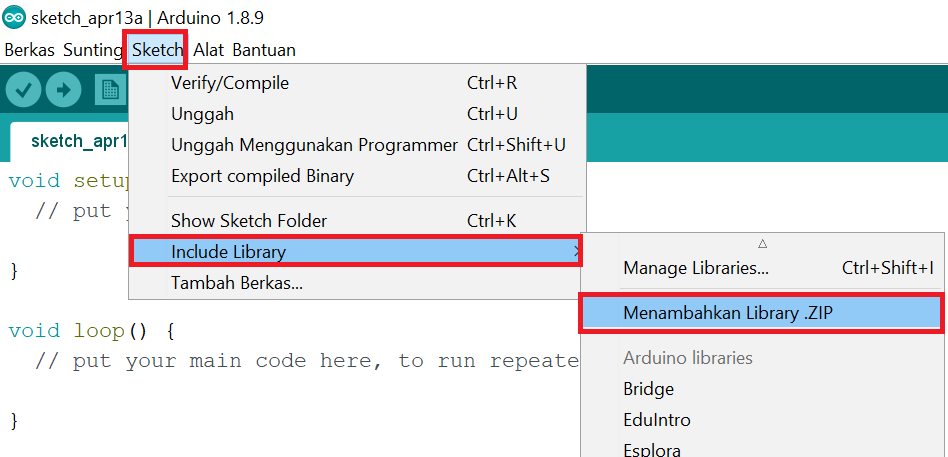 sketch_apr13a | Arduino 1.8.9
Berkas Sunting Sketch Alat Bantuan
Verify/Compile Ctrl+R
Unggah Ctrl+U
Unggah Menggunakan Programmer Ctrl+Shift+U
Export compiled Binary Ctrl+Alt+S
Show Sketch Folder Ctrl+K
Include Library
Tambah Berkas...
Manage Libraries... Ctrl+Shift+I
Menambahkan Library .ZIP
Arduino libraries
Bridge
EduIntro
Esplora
sketch_apr1
void setup
// put
}
void loop() {
// put your main code here, to run repeate
}